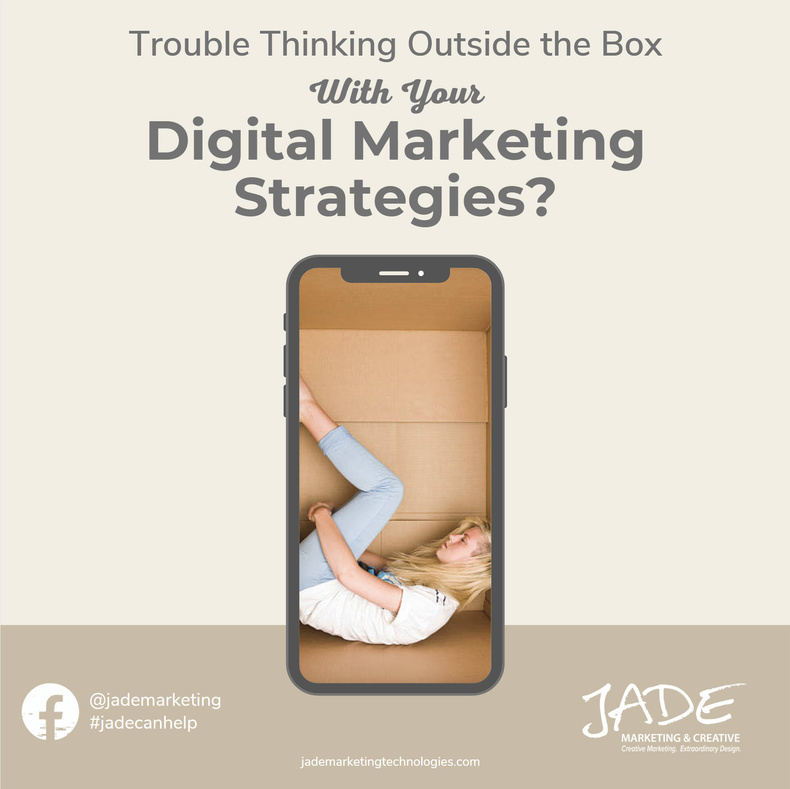 Trouble Thinking Outside the Box
With Your
Digital Marketing
Strategies?
@jademarketing
#jadecanhelp
JADE
MARKETING & CREATIVE
Creative Marketing. Extraordinary Design.
jademarketingtechnologies.com